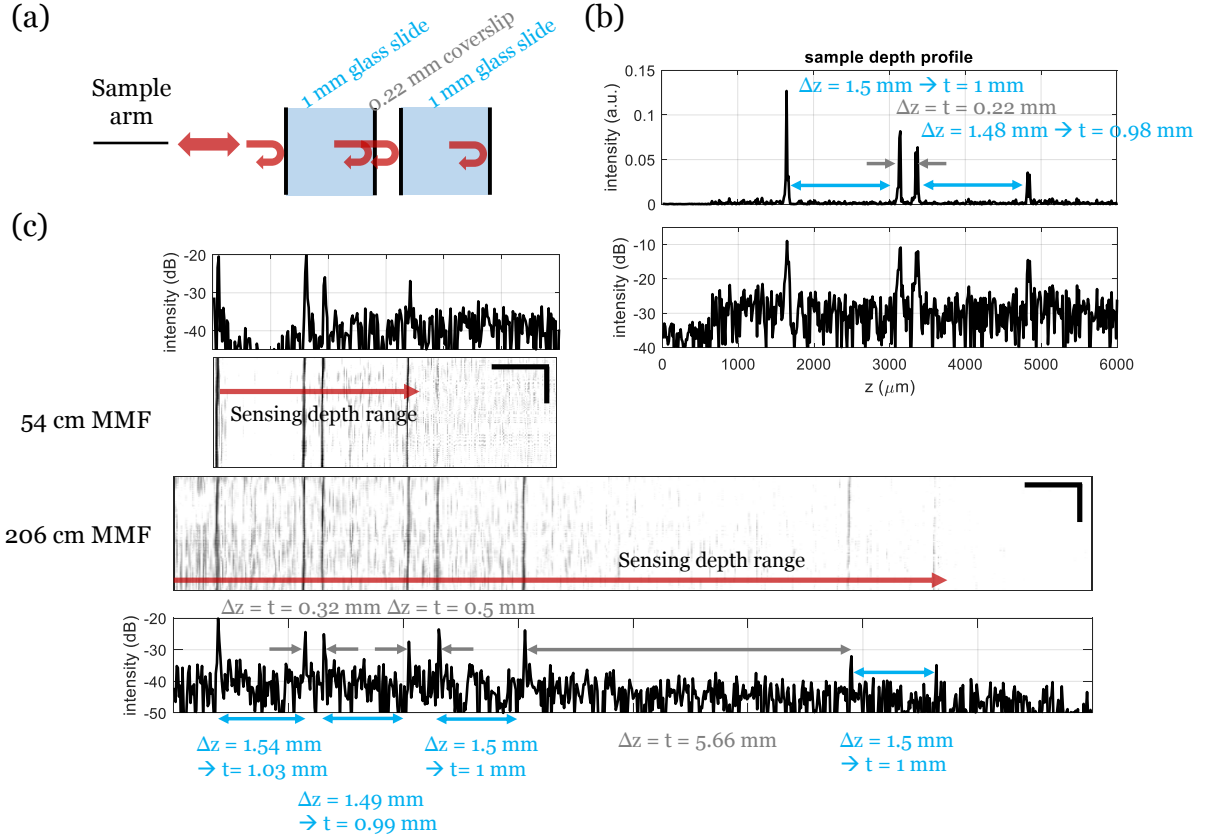 (a)
Sample
arm
1 mm glass slide
0.22 mm coverslip
1 mm glass slide
(b)
sample depth profile
Δz = 1.5 mm → t = 1 mm
Δz = t = 0.22 mm
Δz = 1.48 mm → t = 0.98 mm
intensity (a.u.)
0.15
0.1
0.05
0
intensity (dB)
-10
-20
-30
-40
0
1000
2000
3000
4000
5000
6000
z (μm)
(c)
intensity (dB)
-20
-30
-40
54 cm MMF
Sensing depth range
206 cm MMF
Sensing depth range
Δz = t = 0.32 mm
Δz = t = 0.5 mm
intensity (dB)
-20
-30
-40
-50
Δz = 1.54 mm
→ t= 1.03 mm
Δz = 1.49 mm
→ t = 0.99 mm
Δz = 1.5 mm
→ t= 1 mm
Δz = t = 5.66 mm
Δz = 1.5 mm
→ t = 1 mm